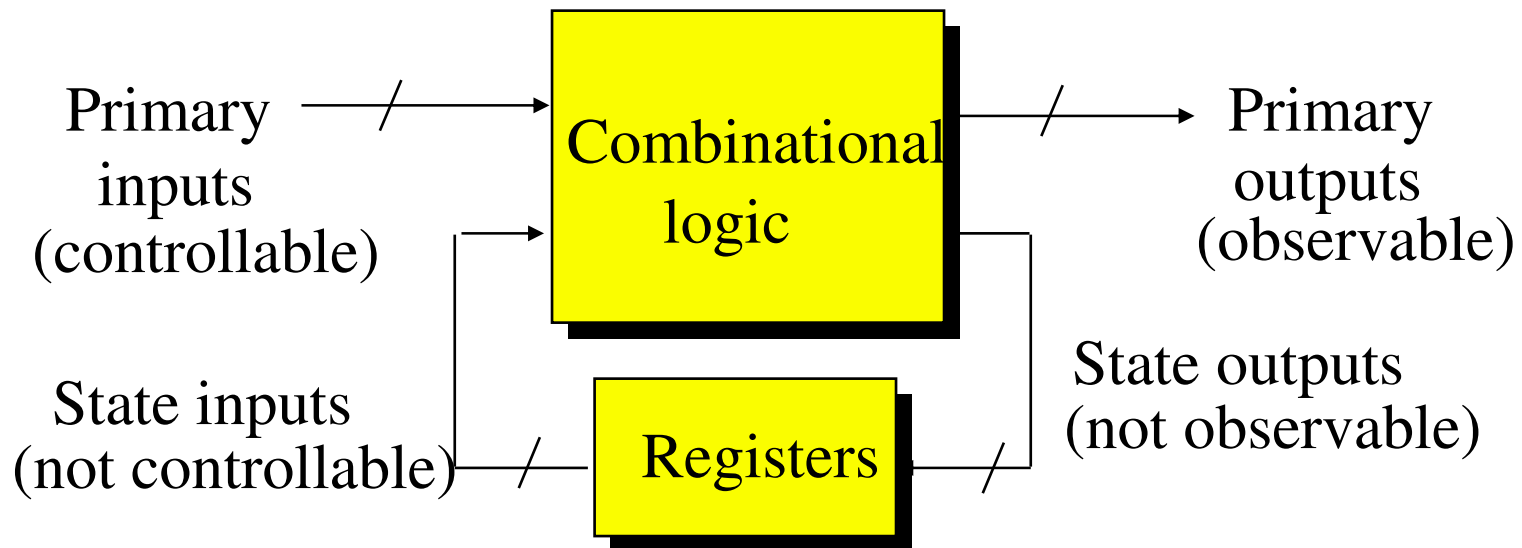 Primary
inputs
(controllable)
Combinational
logic
Primary
outputs
(observable)
State inputs
(not controllable)
Registers
State outputs
(not observable)